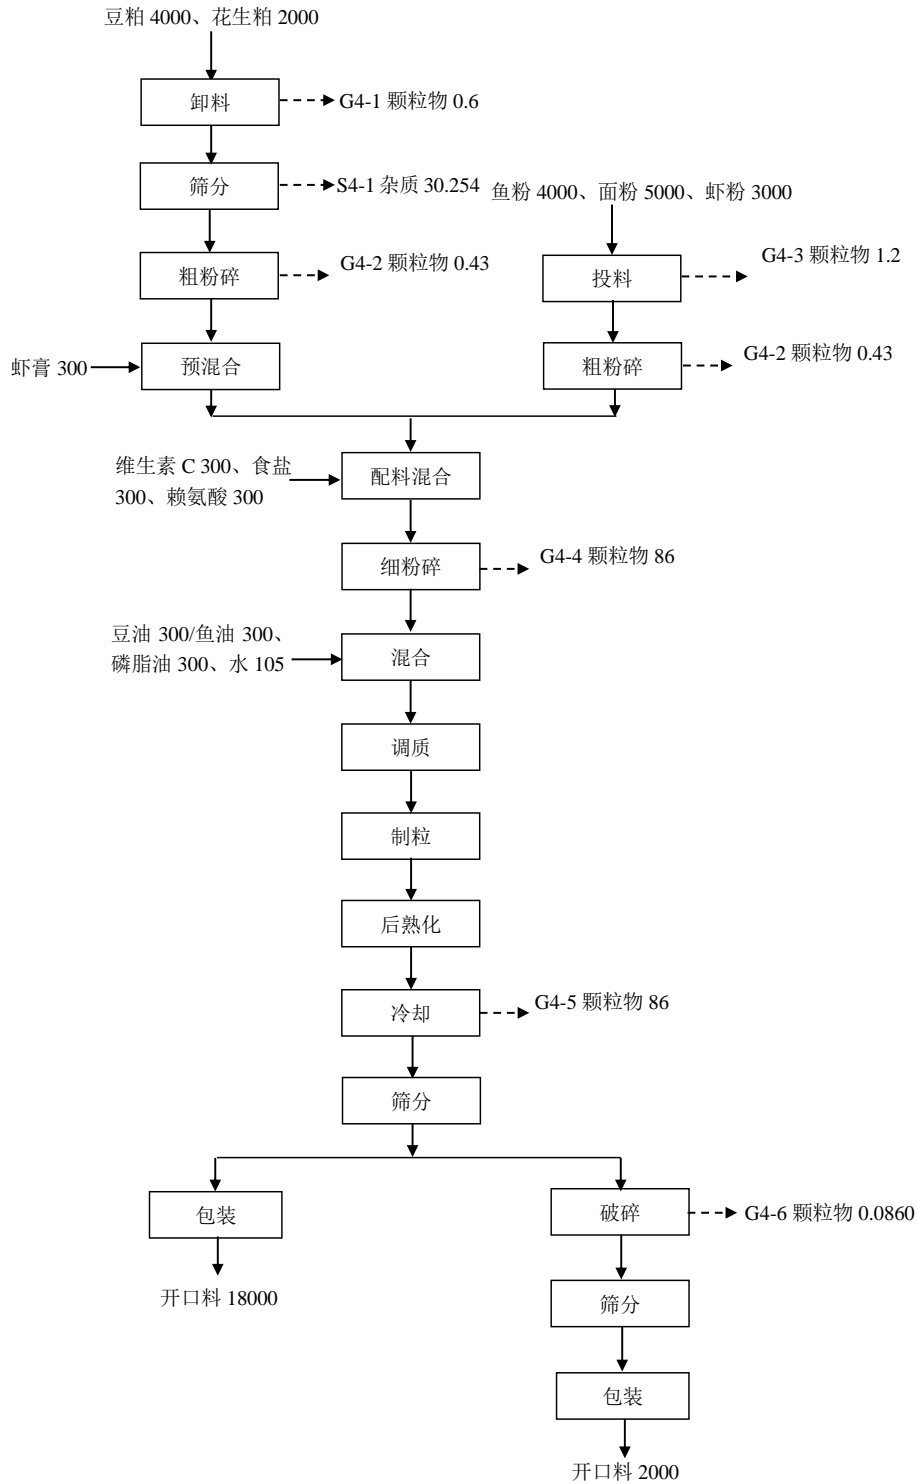 豆粕 4000、花生粕 2000
卸料
G4-1 颗粒物 0.6
筛分
S4-1 杂质 30.254
鱼粉 4000、面粉 5000、虾粉 3000
粗粉碎
G4-2 颗粒物 0.43
投料
G4-3 颗粒物 1.2
虾膏 300
预混合
粗粉碎
G4-2 颗粒物 0.43
维生素 C 300、食盐
300、赖氨酸 300
配料混合
细粉碎
G4-4 颗粒物 86
豆油 300/鱼油 300、
磷脂油 300、水 105
混合
调质
制粒
后熟化
冷却
G4-5 颗粒物 86
筛分
包装
破碎
G4-6 颗粒物 0.0860
开口料 18000
筛分
包装
开口料 2000